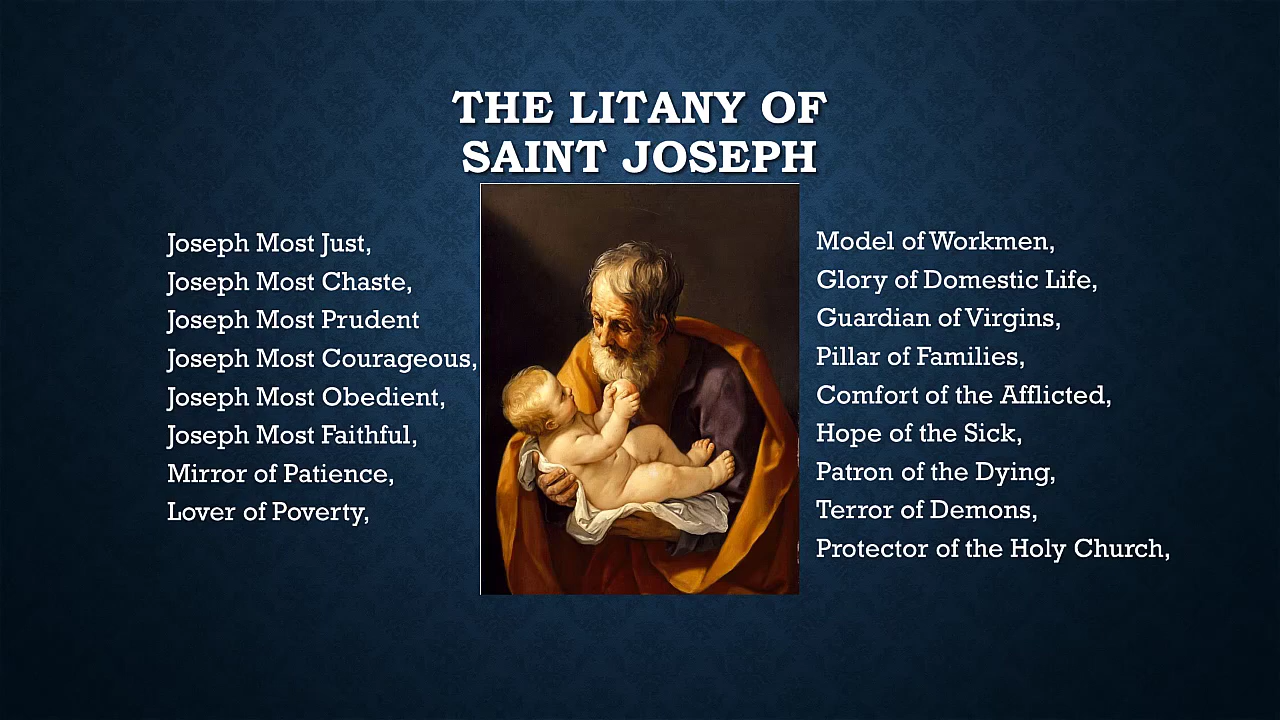 THE LITANY OF
SAINT JOSEPH
Joseph Most Just,
Joseph Most Chaste,
Joseph Most Prudent
Joseph Most Courageous,
Joseph Most Obedient,
Joseph Most Faithful,
Mirror of Patience,
Lover of Poverty,
Model of Workmen,
Glory of Domestic Life,
Guardian of Virgins,
Pillar of Families,
Comfort of the Afflicted,
Hope of the Sick,
Patron of the Dying,
Terror of Demons,
Protector of the Holy Church,